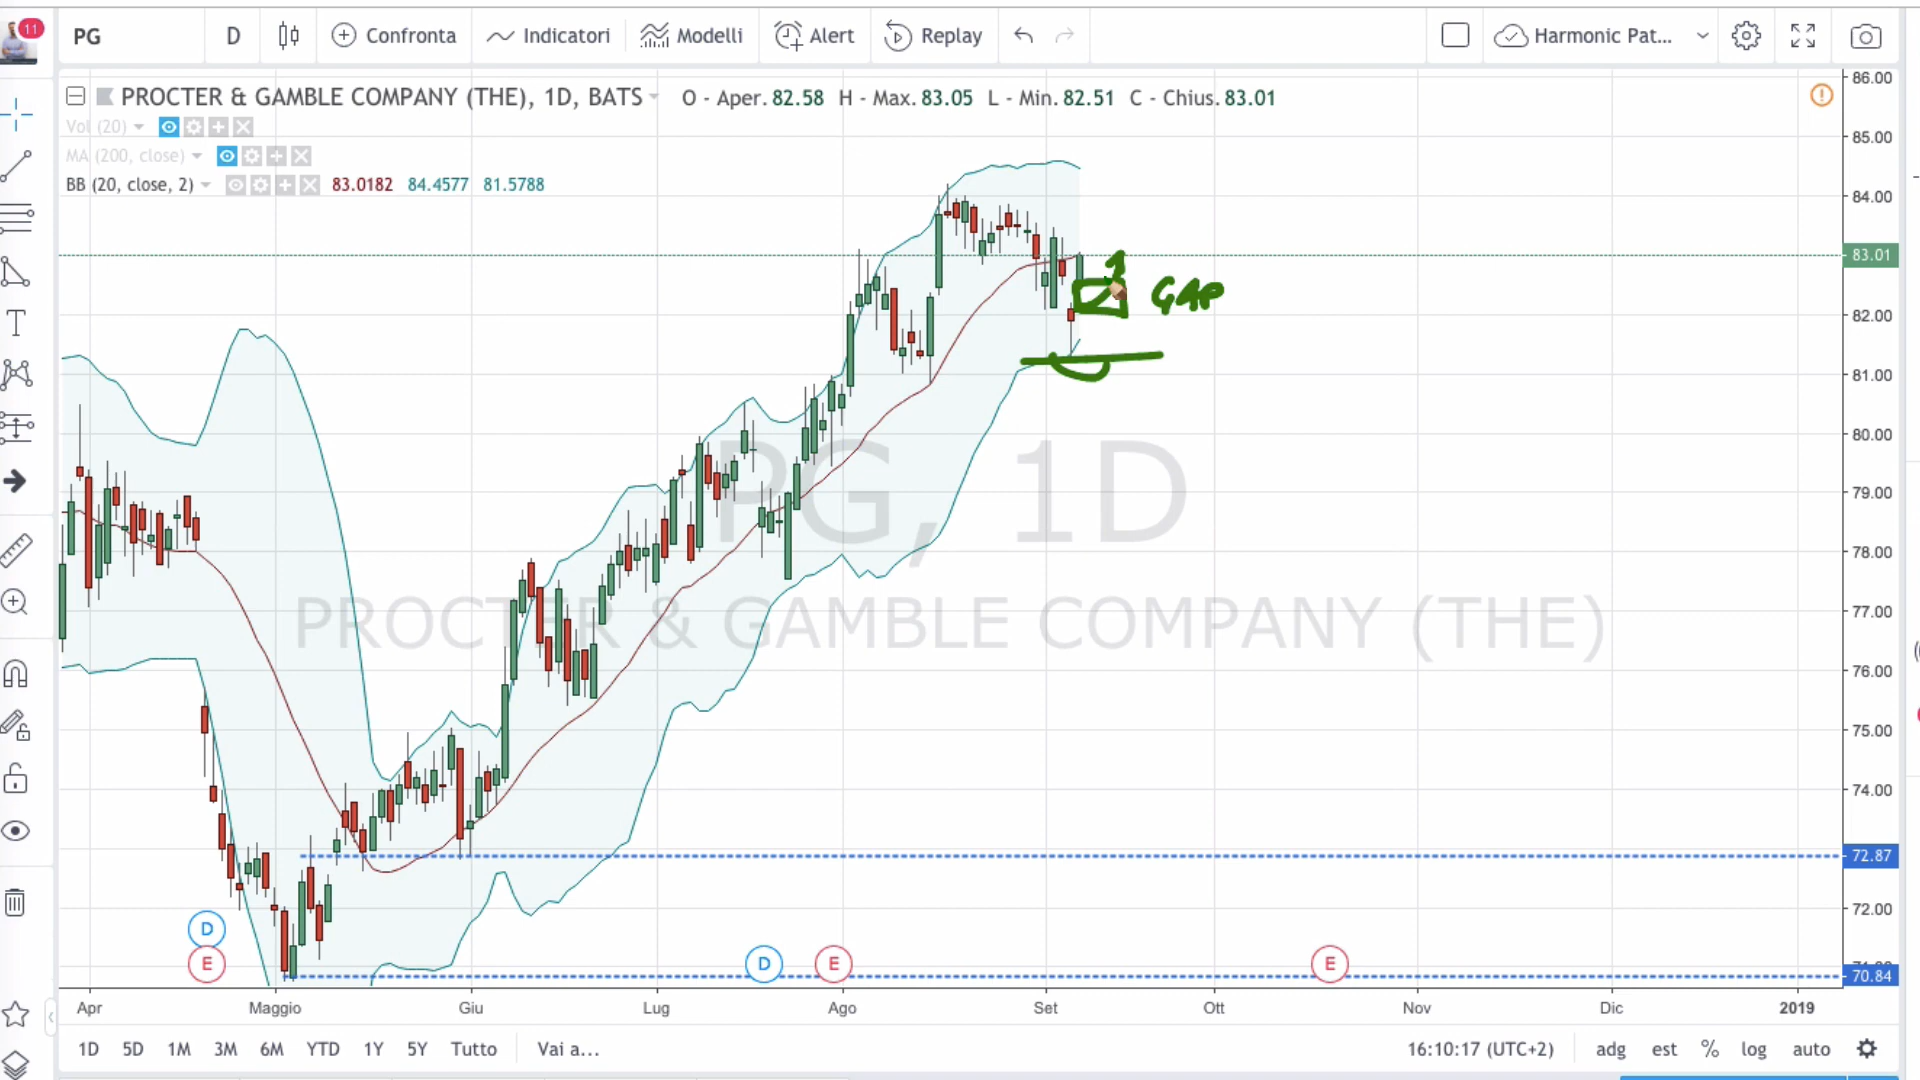 11
PG
D
Confronta
Indicatori
Modelli
Alert
Replay
Harmonic Pat...
PROCTER & GAMBLE COMPANY (THE), 1D, BATS
O - Aper. 82.58 H - Max. 83.05 L - Min. 82.51 C - Chius. 83.01
Vol (20)
MA (200, close)
BB (20, close, 2) 83.0182 84.4577 81.5788
PG, 1D
PROCTER & GAMBLE COMPANY (THE)
GAP
86.00
85.00
84.00
83.01
82.00
81.00
80.00
79.00
78.00
77.00
76.00
75.00
74.00
72.87
72.00
70.84
D
E
D
E
E
Apr Maggio Giu Lug Ago Set Ott Nov Dic 2019
1D 5D 1M 3M 6M YTD 1Y 5Y Tutto Vai a... 16:10:17 (UTC+2) adg est % log auto